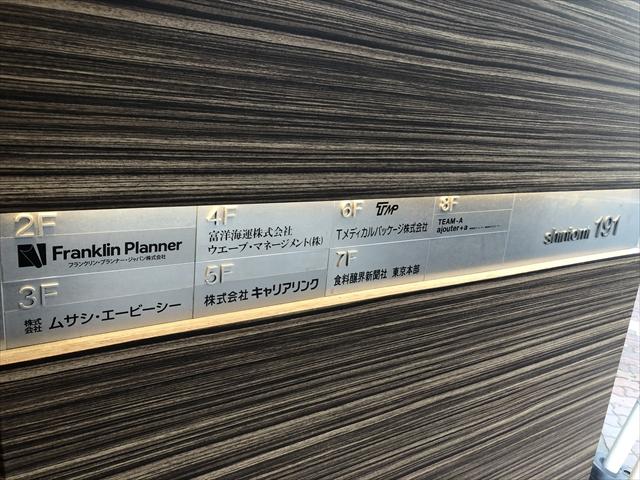 2F
Franklin Planner
フランクリン・プランナー・ジャパン株式会社
3F
株式会社 ムサシ・エービーシー
4F
富洋海運株式会社
ウエーブ・マネージメント(株)
5F
株式会社 キャリアリンク
6F TMP
Tメディカルパッケージ株式会社
7F
食料醸界新聞社 東京本部
8F
TEAM-A
ajouter+a
191